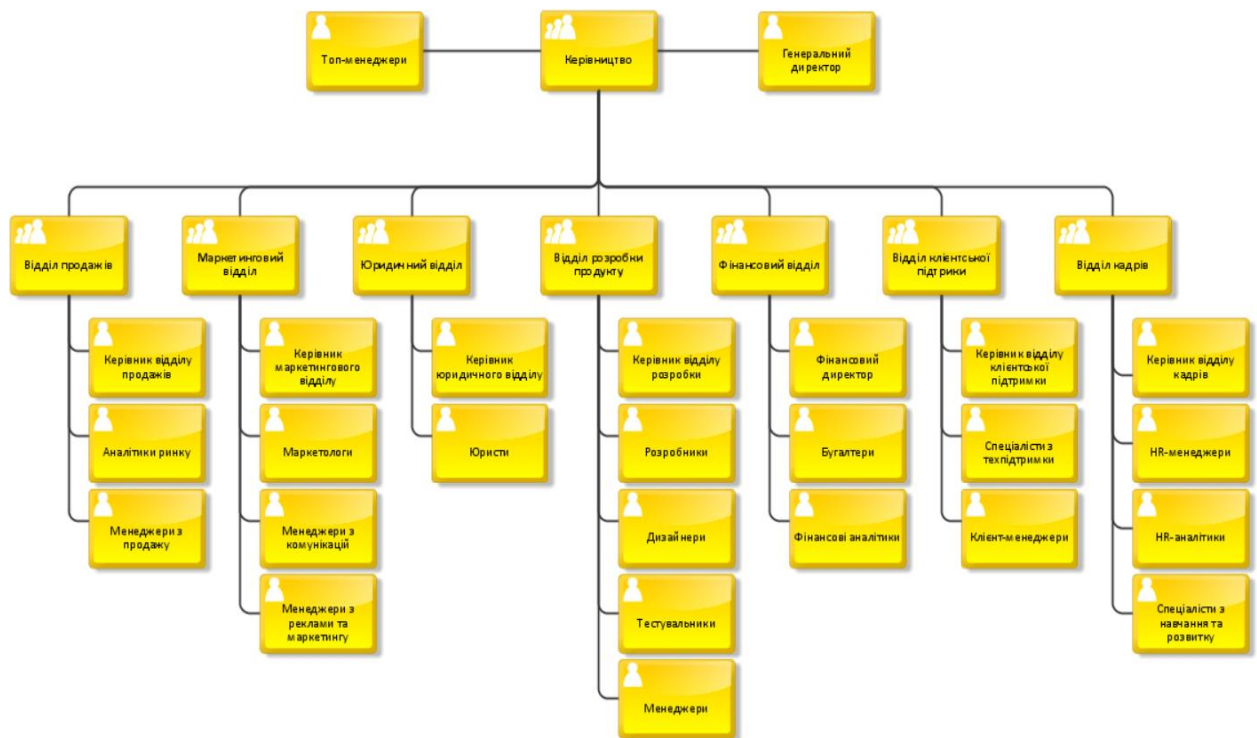 Топ-менеджери
Керівництво
Генеральний
директор
Відділ продажів
Маркетинговий
відділ
Юридичний відділ
Відділ розробки
продукту
Фінансовий відділ
Відділ клієнтської
підтрики
Відділ кадрів
Керівник відділу
продажів
Аналітики ринку
Менеджери з
продажу
Керівник
маркетингового
відділу
Маркетологи
Менеджери з
комунікацій
Менеджери з
реклами та
маркетингу
Керівник
юридичного відділу
Юристи
Керівник відділу
розробки
Розробники
Дизайнери
Тестувальники
Менеджери
Фінансовий
директор
Бугалтери
Фінансові аналітики
Керівник відділу
клієнтської
підтримки
Спеціалісти з
техпідтримки
Клієнт-менеджери
Керівник відділу
кадрів
HR-менеджери
HR-аналітики
Спеціалісти з
навчання та
розвитку